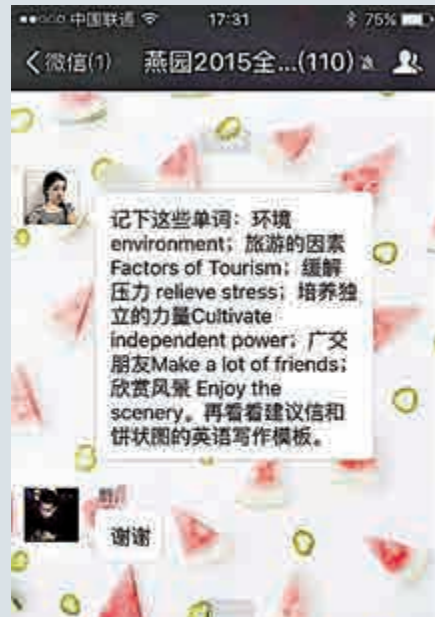 中国联通 17:31 75%
微信(1) 燕园2015全...(110)
记下这些单词：环境
environment；旅游的因素
Factors of Tourism；缓解
压力 relieve stress；培养独
立的力量Cultivate
independent power；广交
朋友Make a lot of friends；
欣赏风景 Enjoy the
scenery。再看看建议信和
饼状图的英语写作模板。
谢谢